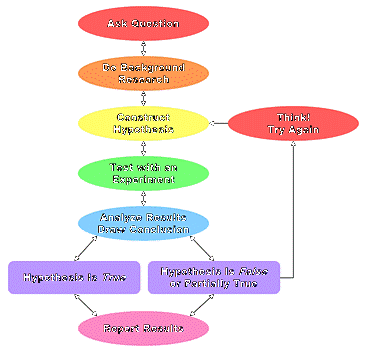 Ask Question
Do Background
Research
Construct
Hypothesis
Think!
Try Again
Test with an
Experiment
Analyze Results
Draw Conclusion
Hypothesis Is True
Hypothesis Is False
or Partially True
Report Results